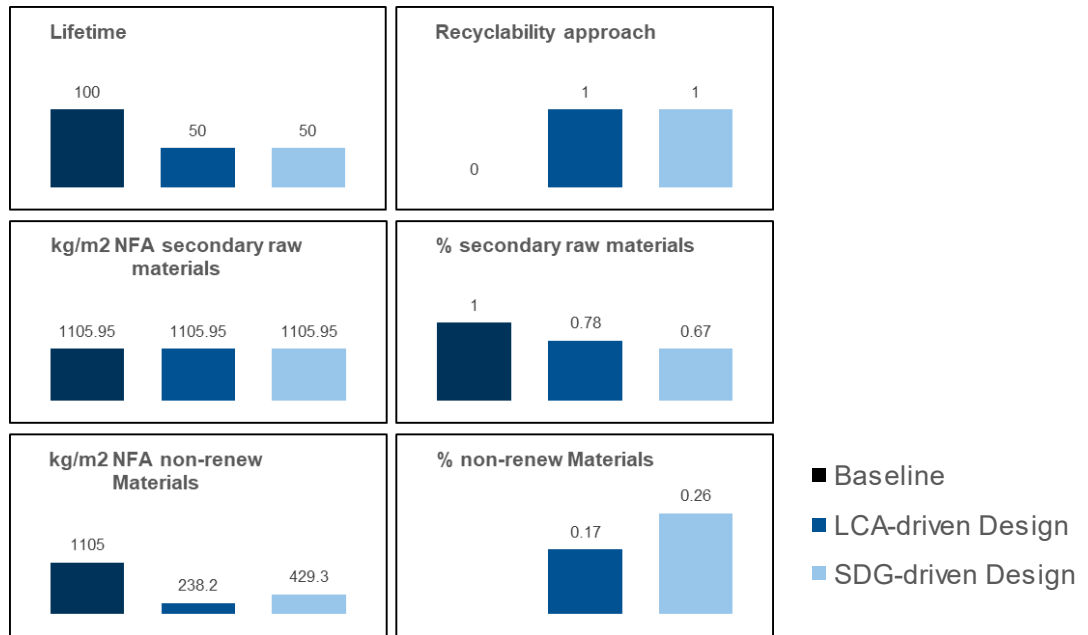 Lifetime
100
50
50
Recyclability approach
0
1
1
kg/m2 NFA secondary raw
materials
1105.95
1105.95
1105.95
% secondary raw materials
1
0.78
0.67
kg/m2 NFA non-renew
Materials
1105
238.2
429.3
% non-renew Materials
0.17
0.26
Baseline
LCA-driven Design
SDG-driven Design